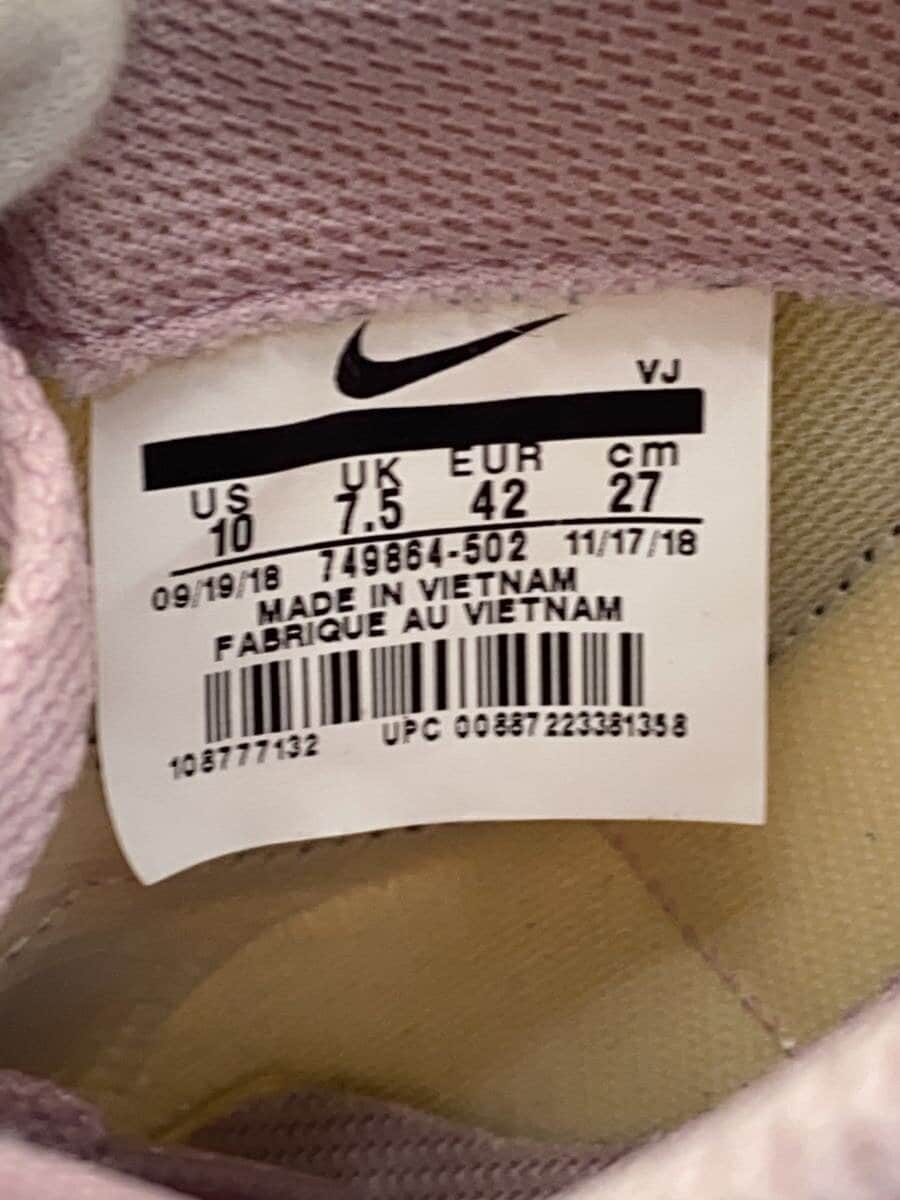 VJ
US UK EUR cm
10 7.5 42 27
09/19/18 749864-502 11/17/18
MADE IN VIETNAM
FABRIQUE AU VIETNAM
108777132 UPC 00887223381358